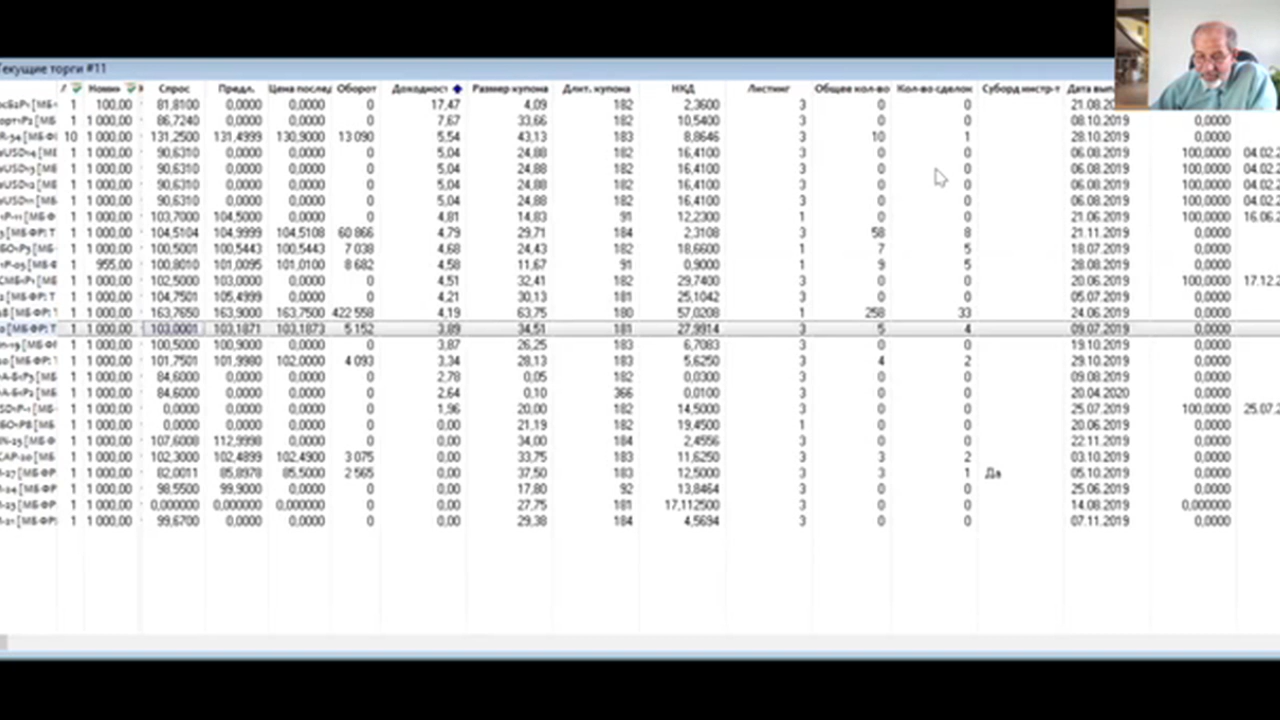 Текущие торги #11
Спрос Предл. Цена послед Оборот Доходност Размер купона Длит. купона НКД Листинг Общее кол-во Кол-во сделок Суборд инстр-т
1 100,00 81,8100 0,0000 0,0000 0 17,47 4,09 182 2,3600 3 0 0
1 1 000,00 86,7240 0,0000 0,0000 0 7,67 33,66 182 10,5400 3 0 0 08.10.2019 0,0000
10 1 000,00 131,2500 131,4999 130,9000 13 090 5,54 43,13 183 8,8646 3 10 1 28.10.2019 0,0000
1 1 000,00 90,6310 0,0000 0,0000 0 5,04 24,88 182 16,4100 3 0 0 06.08.2019 100,0000
1 1 000,00 90,6310 0,0000 0,0000 0 5,04 24,88 182 16,4100 3 0 0 06.08.2019 100,0000
1 1 000,00 90,6310 0,0000 0,0000 0 5,04 24,88 182 16,4100 3 0 0 06.08.2019 100,0000
1 1 000,00 90,6310 0,0000 0,0000 0 5,04 24,88 182 16,4100 3 0 0 06.08.2019 100,0000
1 1 000,00 103,7000 104,5000 0,0000 0 4,81 14,83 91 12,2300 1 0 0 21.06.2019 100,0000
1 1 000,00 104,5104 104,9999 104,5108 60 866 4,79 29,71 184 2,3108 3 58 8 21.11.2019 0,0000
1 1 000,00 100,5001 100,5443 100,5443 7 038 4,68 24,43 182 18,6600 1 7 5 18.07.2019 0,0000
1 955,00 100,8010 101,0095 101,0100 8 682 4,58 11,67 91 0,9000 1 9 5 28.08.2019 0,0000
1 1 000,00 102,5000 103,0000 0,0000 0 4,51 32,41 182 29,7400 3 0 0 20.06.2019 100,0000
1 1 000,00 104,7501 105,4999 0,0000 0 4,21 30,13 181 25,1042 3 0 0 05.07.2019 0,0000
1 1 000,00 163,7650 163,9000 163,7500 422 558 4,19 63,75 180 57,0208 1 258 33 24.06.2019 0,0000
1 1 000,00 103,0001 103,1871 103,1873 5 152 3,89 34,51 181 27,9914 3 5 4 09.07.2019 0,0000
1 1 000,00 100,5000 100,9000 0,0000 0 3,87 26,25 183 6,7083 3 0 0 19.10.2019 0,0000
1 1 000,00 101,7501 101,9980 102,0000 4 093 3,34 28,13 183 5,6250 3 4 2 29.10.2019 0,0000
1 1 000,00 84,6000 0,0000 0,0000 0 2,78 0,05 182 0,0300 3 0 0 09.08.2019 0,0000
1 1 000,00 84,6000 0,0000 0,0000 0 2,64 0,10 366 0,0100 3 0 0 20.04.2020 0,0000
1 1 000,00 0,0000 0,0000 0,0000 0 1,96 20,00 182 14,5000 3 0 0 25.07.2019 100,0000
1 1 000,00 0,0000 0,0000 0,0000 0 0,00 21,19 182 19,4500 1 0 0 20.06.2019 0,0000
1 1 000,00 107,6008 112,9998 0,0000 0 0,00 34,00 184 2,4556 3 0 0 22.11.2019 0,0000
1 1 000,00 102,3000 102,4899 102,4900 3 075 0,00 33,75 183 11,6250 3 3 2 03.10.2019 0,0000
1 1 000,00 82,0011 85,8978 85,5000 2 565 0,00 37,50 183 12,5000 3 3 1 Да 05.10.2019 0,0000
1 1 000,00 98,5500 99,9000 0,0000 0 0,00 17,80 92 13,8464 3 0 0 25.06.2019 0,0000
1 1 000,00 0,000000 0,000000 0,000000 0 0,00 27,75 181 17,112500 3 0 0 14.08.2019 0,000000
1 1 000,00 99,6700 0,0000 0,0000 0 0,00 29,38 184 4,5694 3 0 0 07.11.2019 0,0000